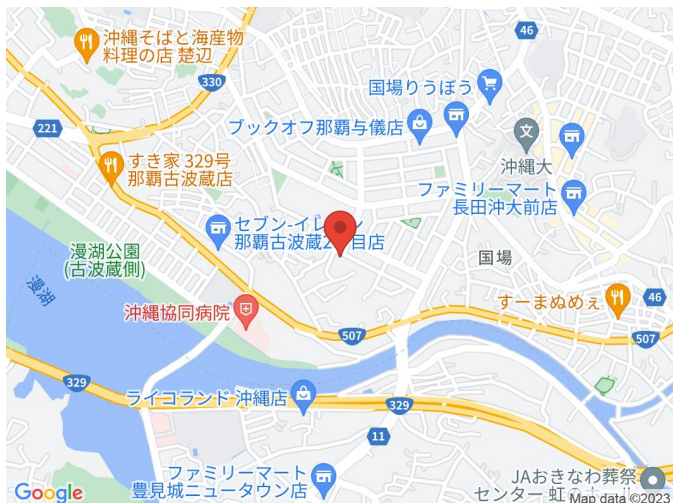 沖縄そばと海産物
料理の店 楚辺
46
330
国場りうぼう
221
ブックオフ那覇与儀店
沖縄大
すき家 329号
那覇古波蔵店
ファミリーマート
長田沖大前店
セブン-イレブン
那覇古波蔵2丁目店
漫湖公園
(古波蔵側)
国場
漫湖
すーまぬめぇ
46
沖縄協同病院
507
507
329
ライコランド 沖縄店
329
11
ファミリーマート
豊見城ニュータウン店
JAおきなわ葬祭
センター 虹
Google
Map data ©2023